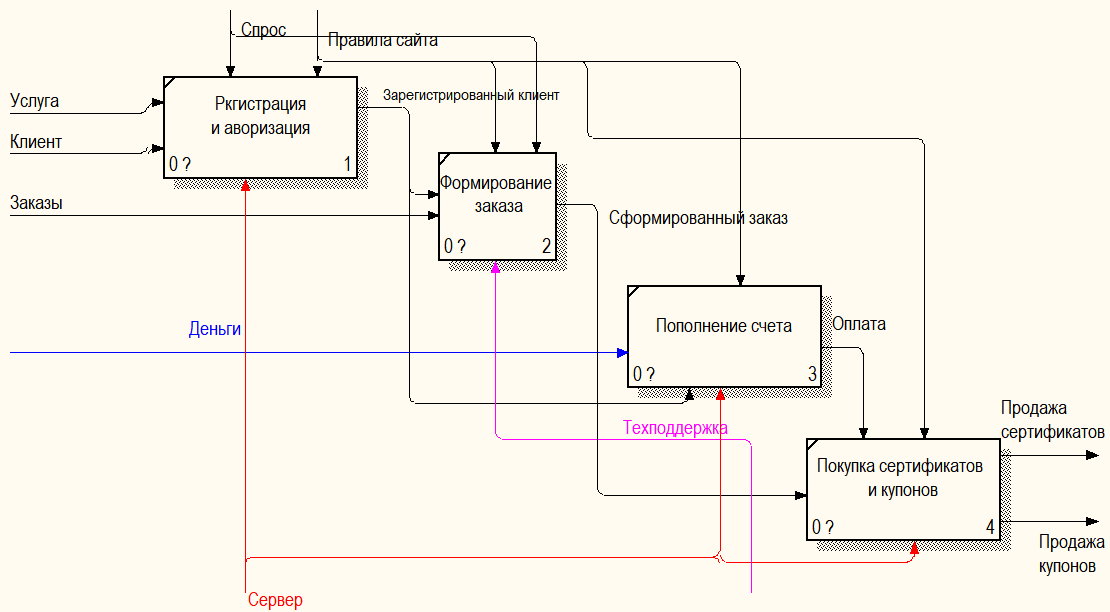 Спрос
Правила сайта
Услуга
Клиент
Ркгистрация
и аворизация
0 ?
1
Зарегистрированный клиент
Заказы
Формирование
заказа
0 ?
2
Сформированный заказ
Деньги
Пополнение счета
0 ?
3
Оплата
Техподдержка
Покупка сертификатов
и купонов
0 ?
4
Продажа
сертификатов
Продажа
купонов
Сервер